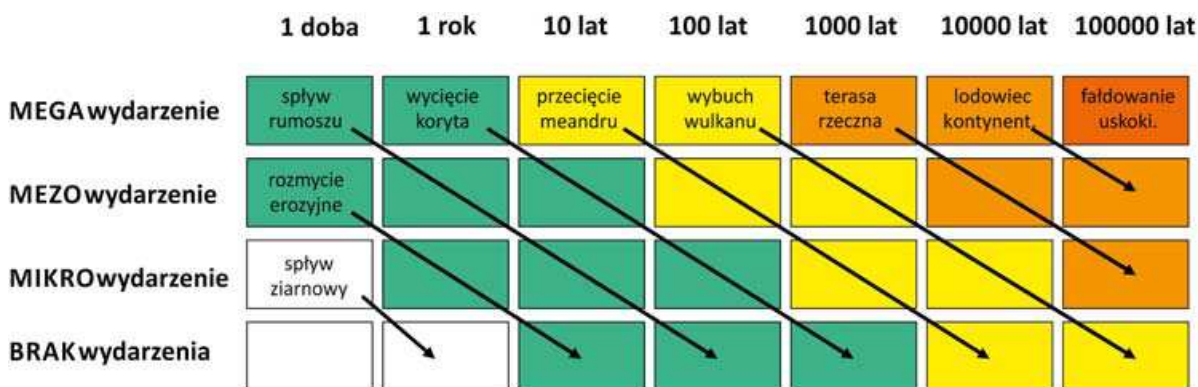 1 doba 1 rok 10 lat 100 lat 1000 lat 10000 lat 100000 lat
MEGA wydarzenie
spływ
rumoszu
wycięcie
koryta
przecięcie
meandru
wybuch
wulkanu
terasa
rzeczna
lodowiec
kontynent.
fałdowanie
uskoki.
MEZO wydarzenie
rozmycie
erozyjne
MIKRO wydarzenie
spływ
ziarnowy
BRAK wydarzenia